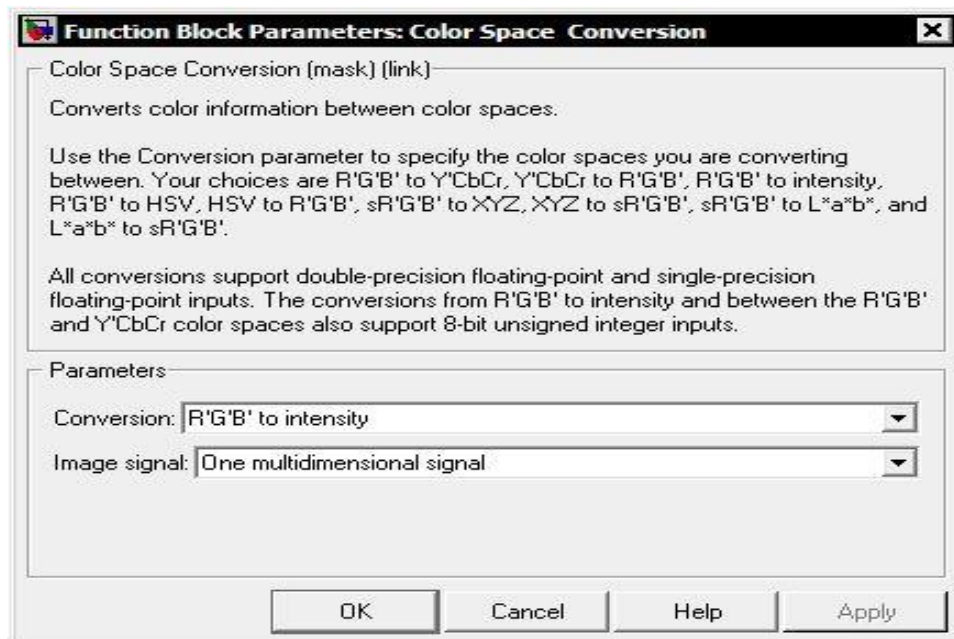 Function Block Parameters: Color Space Conversion
Color Space Conversion (mask) (link)
Converts color information between color spaces.
Use the Conversion parameter to specify the color spaces you are converting
between. Your choices are R'G'B' to Y'CbCr, Y'CbCr to R'G'B', R'G'B' to intensity,
R'G'B' to HSV, HSV to R'G'B', sR'G'B' to XYZ, XYZ to sR'G'B', sR'G'B' to L*a*b*, and
L*a*b* to sR'G'B'.
All conversions support double-precision floating-point and single-precision
floating-point inputs. The conversions from R'G'B' to intensity and between the R'G'B'
and Y'CbCr color spaces also support 8-bit unsigned integer inputs.
Parameters
Conversion: R'G'B' to intensity
Image signal: One multidimensional signal
OK Cancel Help Apply